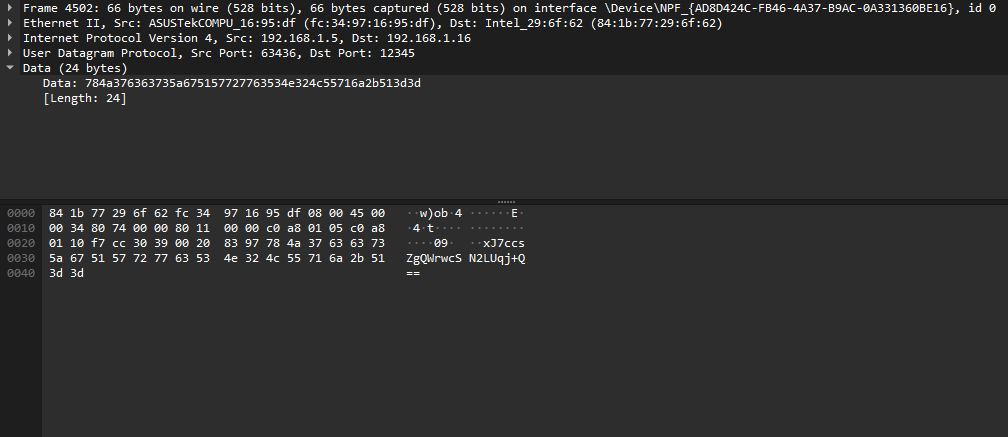 Frame 4502: 66 bytes on wire (528 bits), 66 bytes captured (528 bits) on interface \Device\NPF_{AD8D424C-FB46-4A37-B9AC-0A331360BE16}, id 0
Ethernet II, Src: ASUSTekCOMPU_16:95:df (fc:34:97:16:95:df), Dst: Intel_29:6f:62 (84:1b:77:29:6f:62)
Internet Protocol Version 4, Src: 192.168.1.5, Dst: 192.168.1.16
User Datagram Protocol, Src Port: 63436, Dst Port: 12345
Data (24 bytes)
Data: 784a376363735a675157727763534e324c55716a2b513d3d
[Length: 24]
0000 84 1b 77 29 6f 62 fc 34 97 16 95 df 08 00 45 00 ··w)ob·4 ······E·
0010 00 34 80 74 00 00 80 11 00 00 c0 a8 01 05 c0 a8 ·4·t···· ········
0020 01 10 f7 cc 30 39 00 20 83 97 78 4a 37 63 63 73 ····09·  ··xJ7ccs
0030 5a 67 51 57 72 77 63 53 4e 32 4c 55 71 6a 2b 51 ZgQWrwcS N2LUqj+Q
0040 3d 3d ==